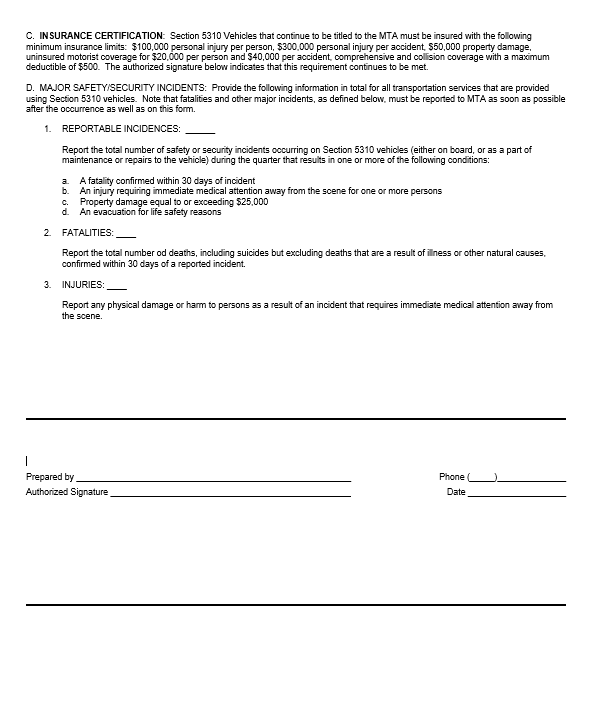 C. INSURANCE CERTIFICATION: Section 5310 Vehicles that continue to be titled to the MTA must be insured with the following
minimum insurance limits: $100,000 personal injury per person, $300,000 personal injury per accident, $50,000 property damage,
uninsured motorist coverage for $20,000 per person and $40,000 per accident, comprehensive and collision coverage with a maximum
deductible of $500. The authorized signature below indicates that this requirement continues to be met.
D. MAJOR SAFETY/SECURITY INCIDENTS: Provide the following information in total for all transportation services that are provided
using Section 5310 vehicles. Note that fatalities and other major incidents, as defined below, must be reported to MTA as soon as possible
after the occurrence as well as on this form.
1. REPORTABLE INCIDENCES: ______
Report the total number of safety or security incidents occurring on Section 5310 vehicles (either on board, or as a part of
maintenance or repairs to the vehicle) during the quarter that results in one or more of the following conditions:
a. A fatality confirmed within 30 days of incident
b. An injury requiring immediate medical attention away from the scene for one or more persons
c. Property damage equal to or exceeding $25,000
d. An evacuation for life safety reasons
2. FATALITIES: ____
Report the total number od deaths, including suicides but excluding deaths that are a result of illness or other natural causes,
confirmed within 30 days of a reported incident.
3. INJURIES: ____
Report any physical damage or harm to persons as a result of an incident that requires immediate medical attention away from
the scene.
Prepared by ______ Phone (_____)______
Authorized Signature ______ Date ______